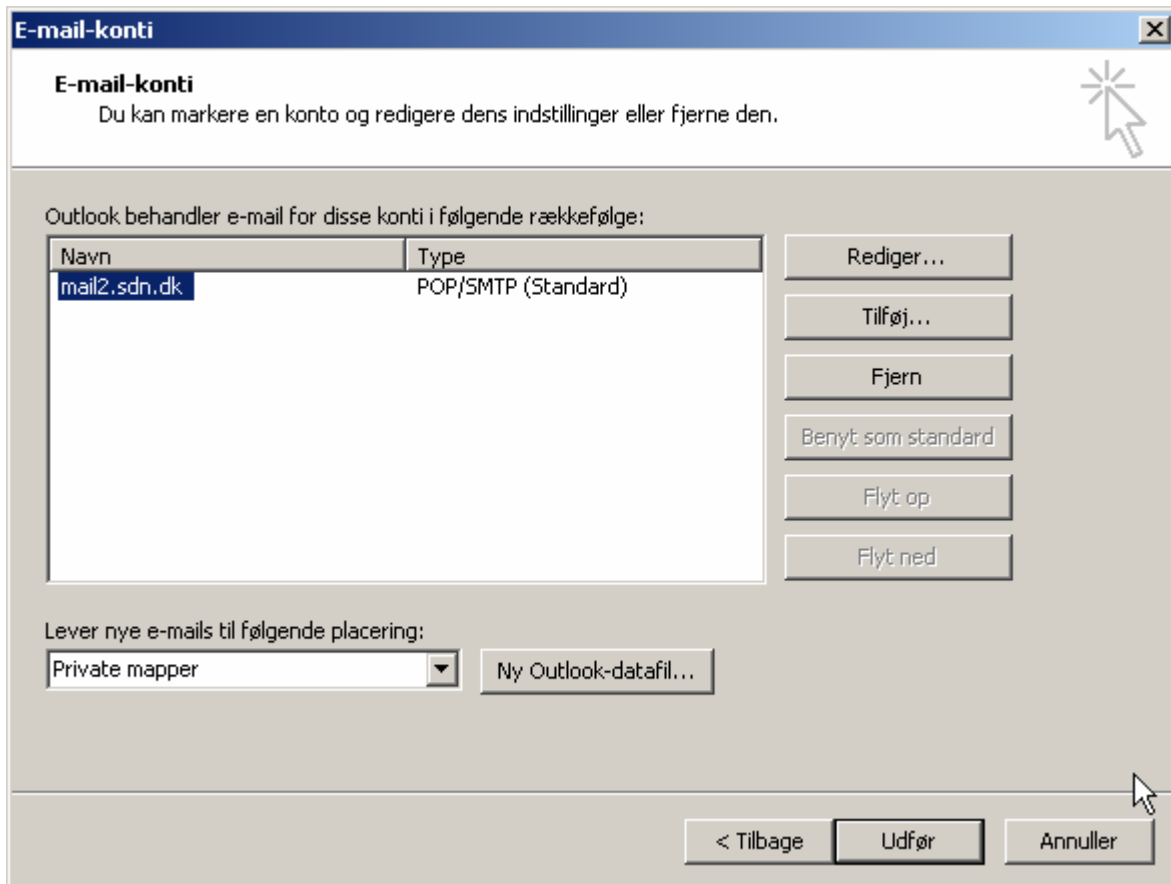 E-mail-konti
E-mail-konti
Du kan markere en konto og redigere dens indstillinger eller fjerne den.
Outlook behandler e-mail for disse konti i følgende rækkefølge:
Navn Type
mail2.sdn.dk POP/SMTP (Standard)
Rediger...
Tilføj...
Fjern
Benyt som standard
Flyt op
Flyt ned
Lever nye e-mails til følgende placering:
Private mapper Ny Outlook-datafil...
< Tilbage Udfør Annuller